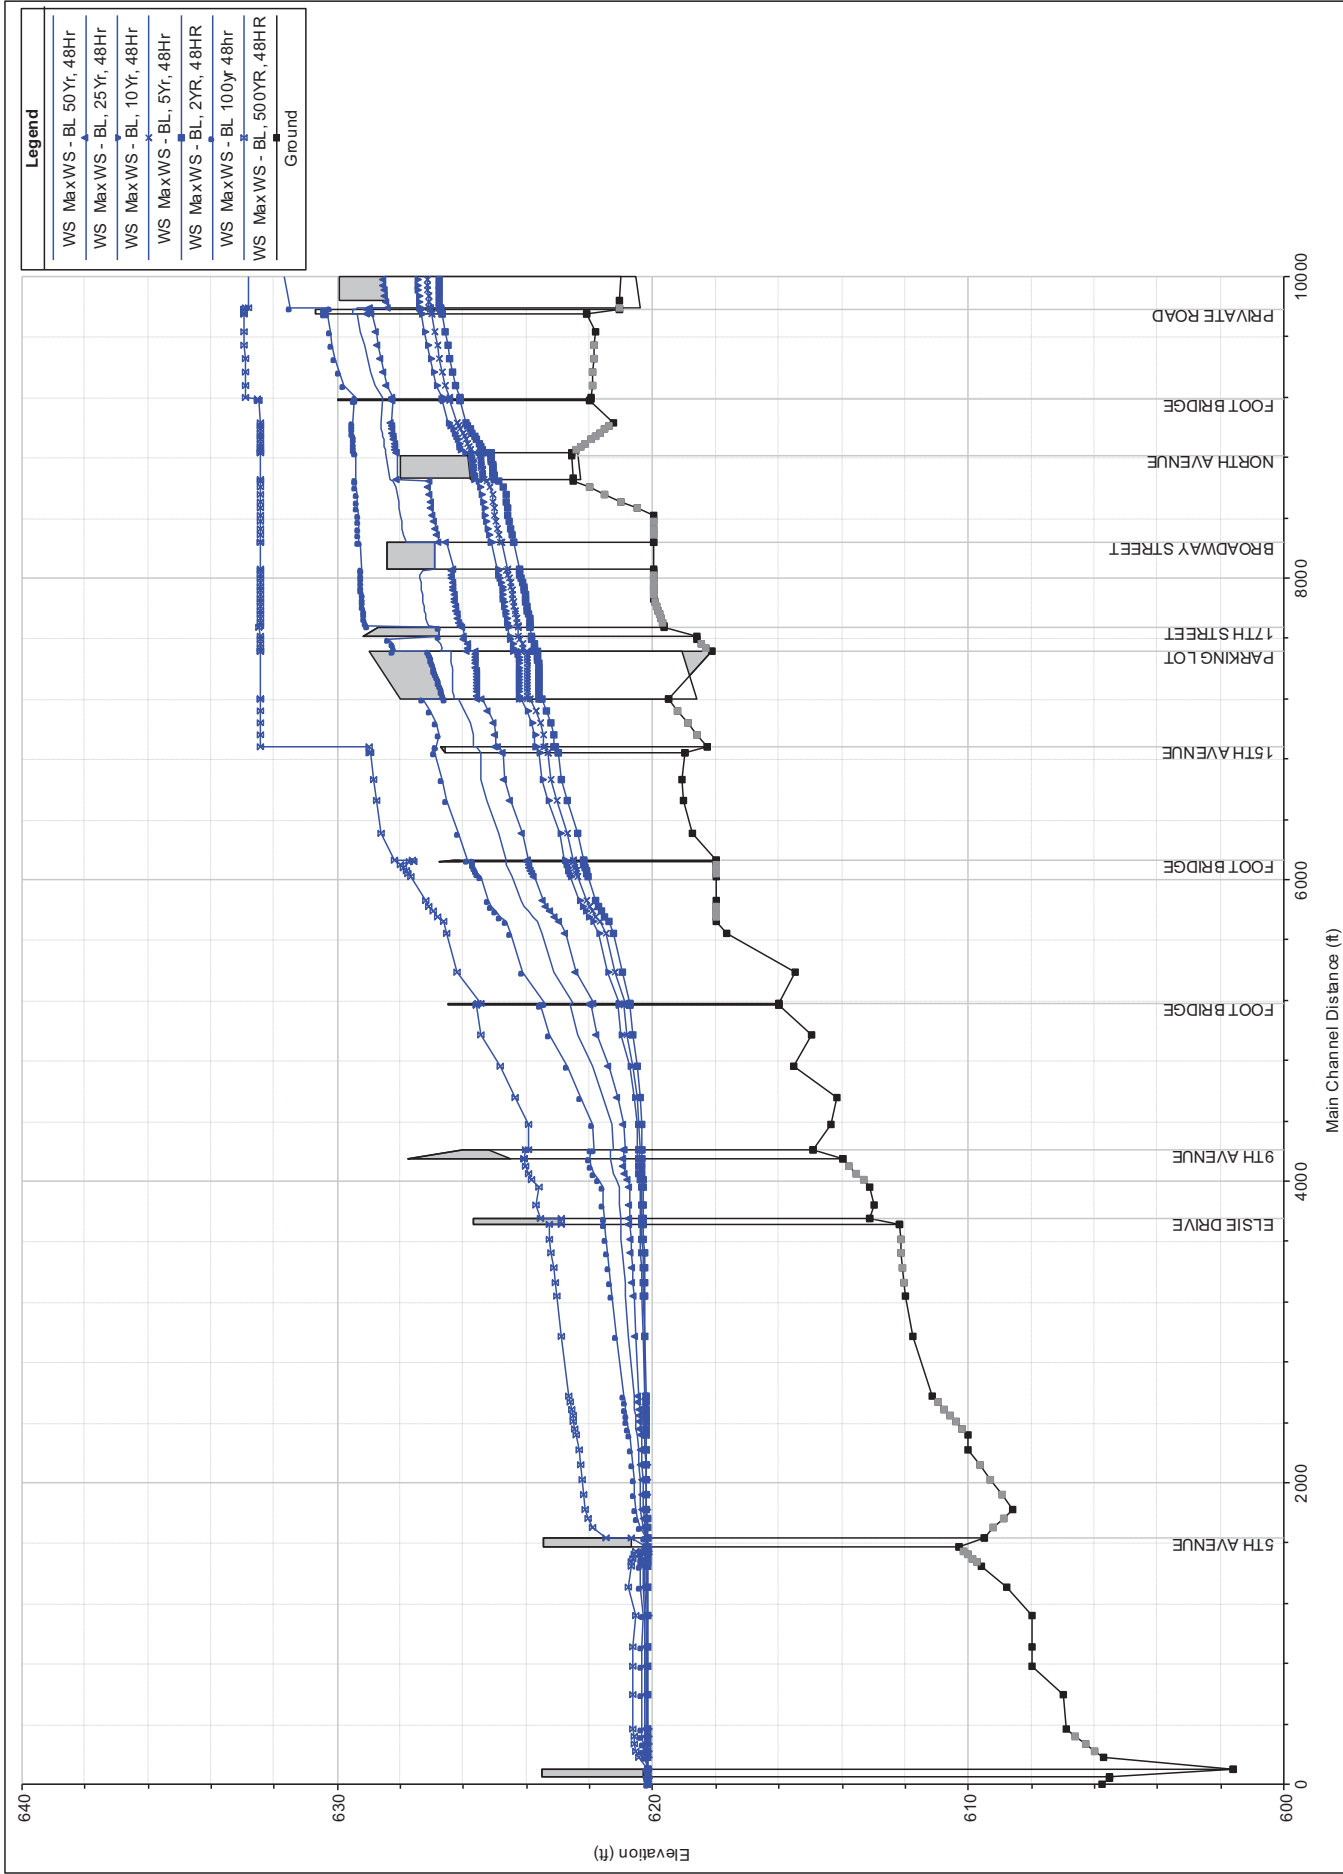 Legend
WS MaxWS - BL 50Yr, 48Hr
WS MaxWS - BL, 25Yr, 48Hr
WS MaxWS - BL, 10Yr, 48Hr
WS MaxWS - BL, 5Yr, 48Hr
WS MaxWS - BL, 2YR, 48HR
WS MaxWS - BL 100yr 48hr
WS MaxWS - BL, 500YR, 48HR
Ground
640
630
620
610
600
Elevation (ft)
5TH AVENUE
ELSIE DRIVE
9TH AVENUE
FOOT BRIDGE
FOOT BRIDGE
15TH AVENUE
PARKING LOT
17TH STREET
BROADWAY STREET
NORTH AVENUE
FOOT BRIDGE
PRIVATE ROAD
0
2000
4000
6000
8000
10000
Main Channel Distance (ft)